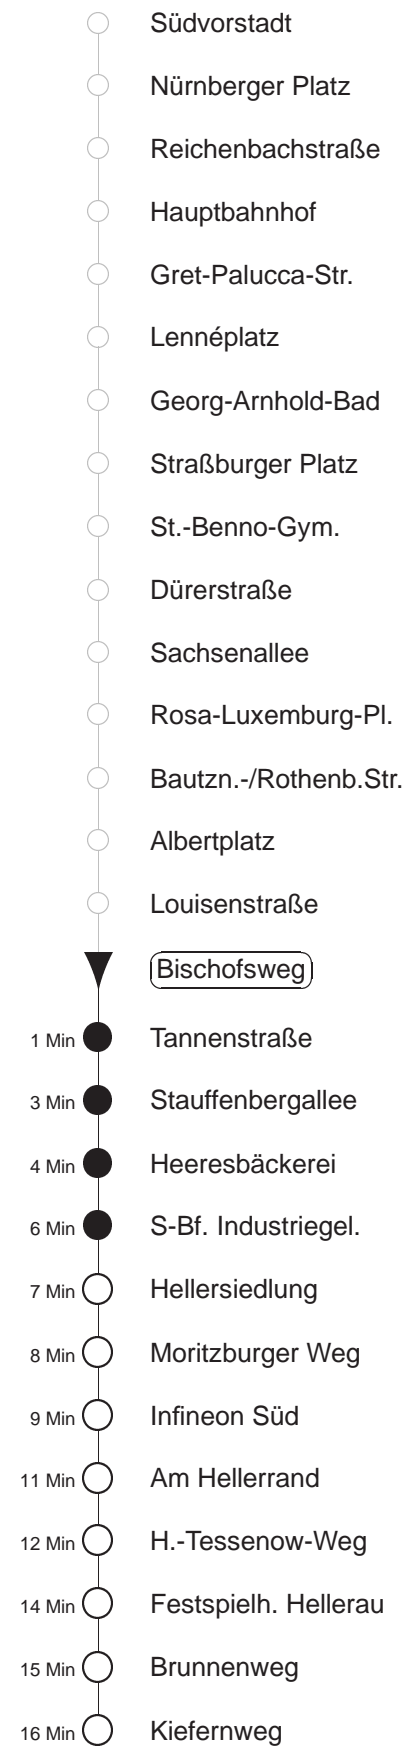 Südvorstadt
Nürnberger Platz
Reichenbachstraße
Hauptbahnhof
Gret-Palucca-Str.
Lennéplatz
Georg-Arnhold-Bad
Straßburger Platz
St.-Benno-Gym.
Dürerstraße
Sachsenallee
Rosa-Luxemburg-Pl.
Bautzn.-/Rothenb.Str.
Albertplatz
Louisenstraße
Bischofsweg
1 Min Tannenstraße
3 Min Stauffenbergallee
4 Min Heeresbäckerei
6 Min S-Bf. Industriegel.
7 Min Hellersiedlung
8 Min Moritzburger Weg
9 Min Infineon Süd
11 Min Am Hellerrand
12 Min H.-Tessenow-Weg
14 Min Festspielh. Hellerau
15 Min Brunnenweg
16 Min Kiefernweg